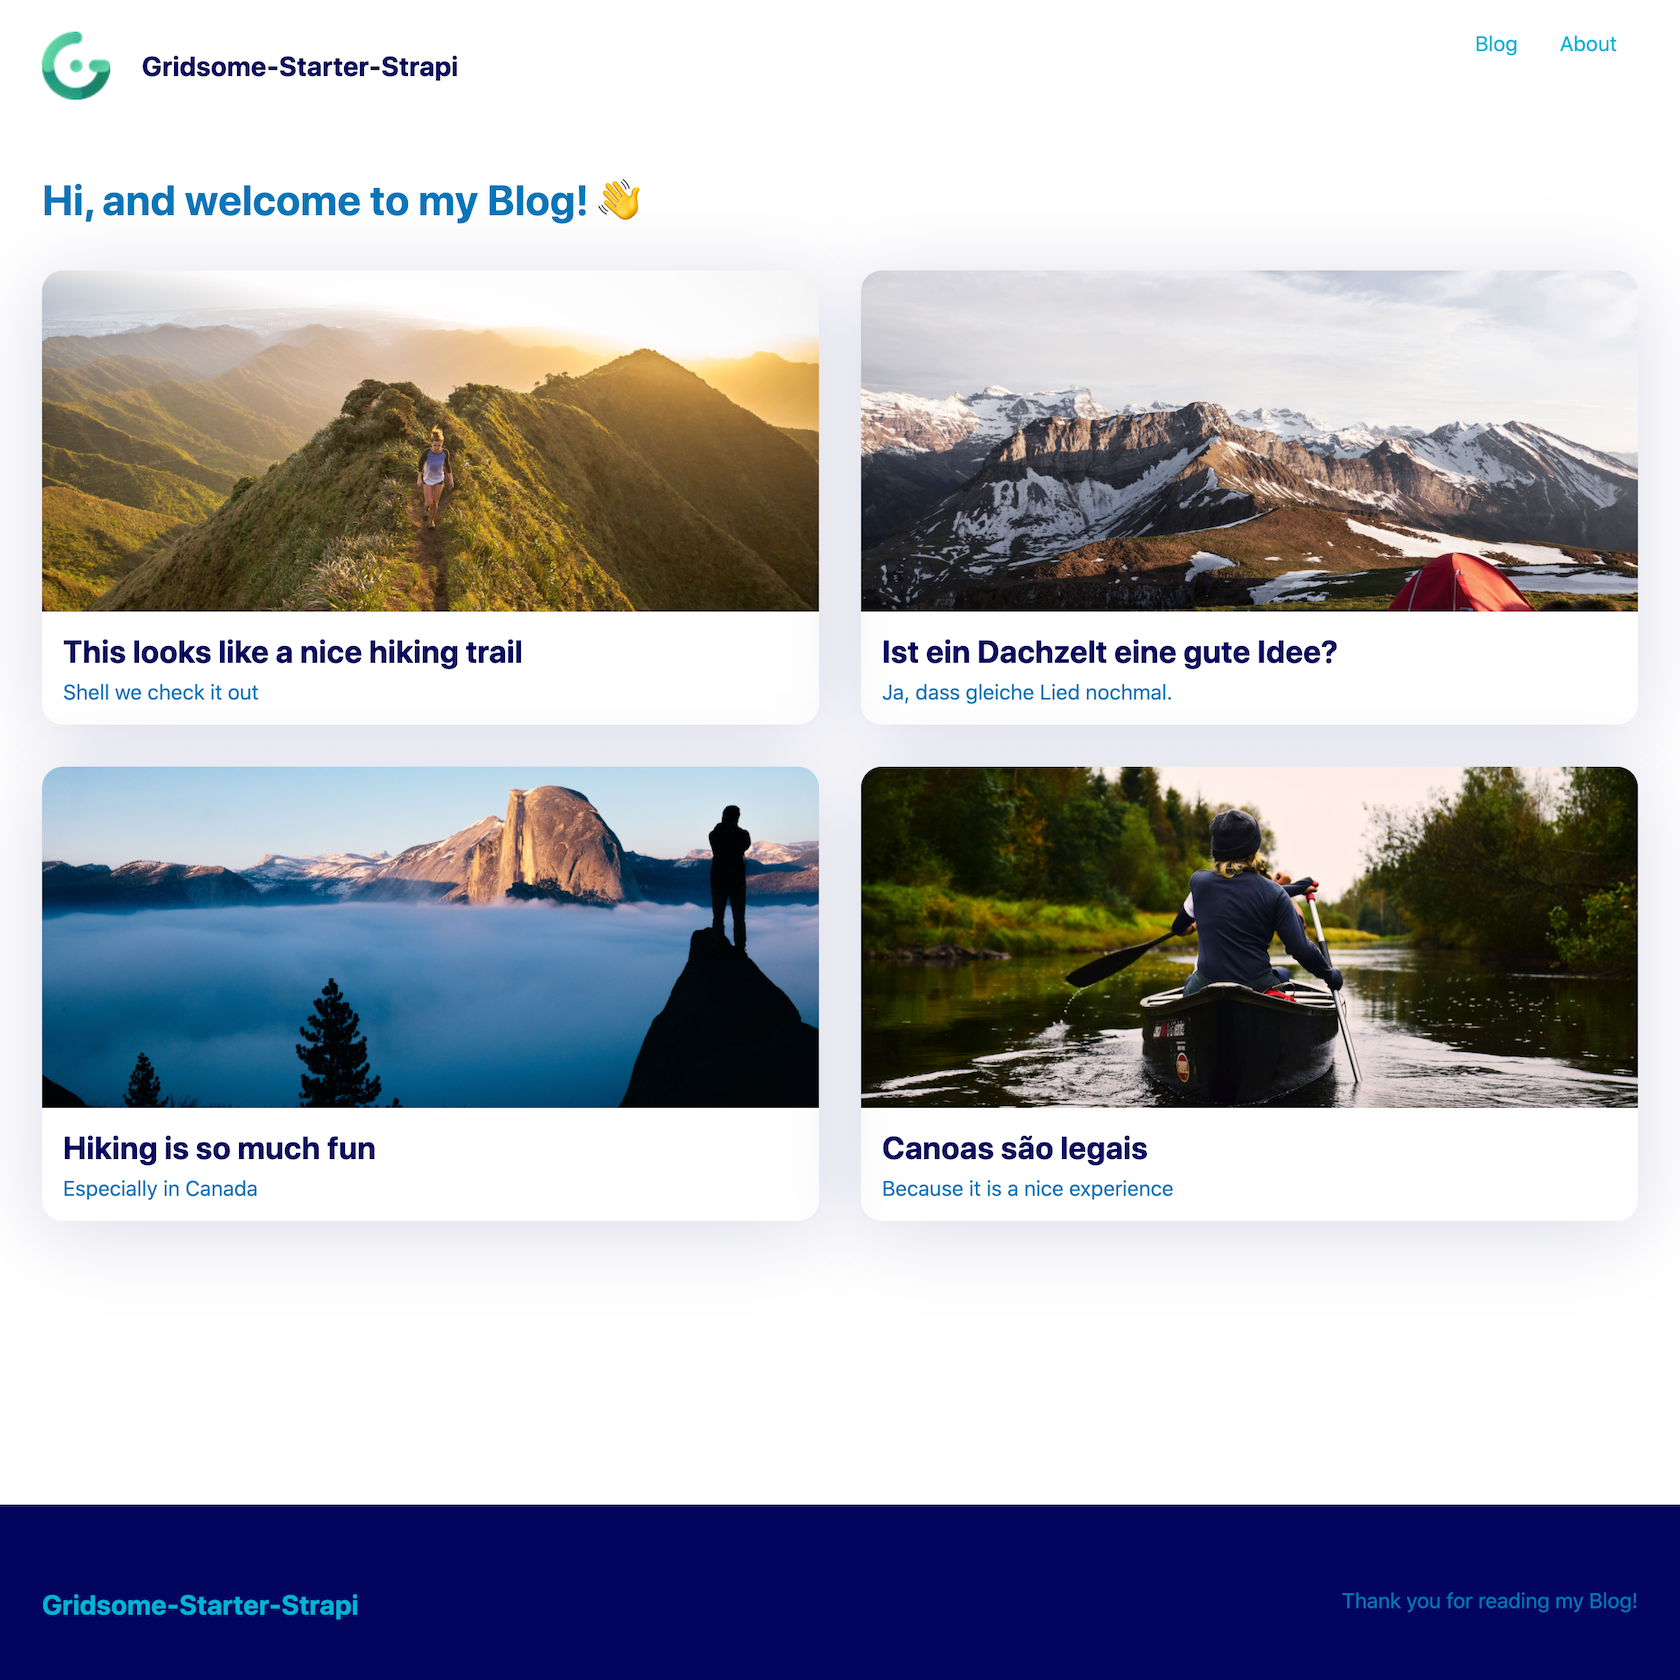 Gridsome-Starter-Strapi
Blog
About
Hi, and welcome to my Blog! 👋
This looks like a nice hiking trail
Shell we check it out
Ist ein Dachzelt eine gute Idee?
Ja, dass gleiche Lied nochmal.
Hiking is so much fun
Especially in Canada
Canoas são legais
Because it is a nice experience
Gridsome-Starter-Strapi
Thank you for reading my Blog!